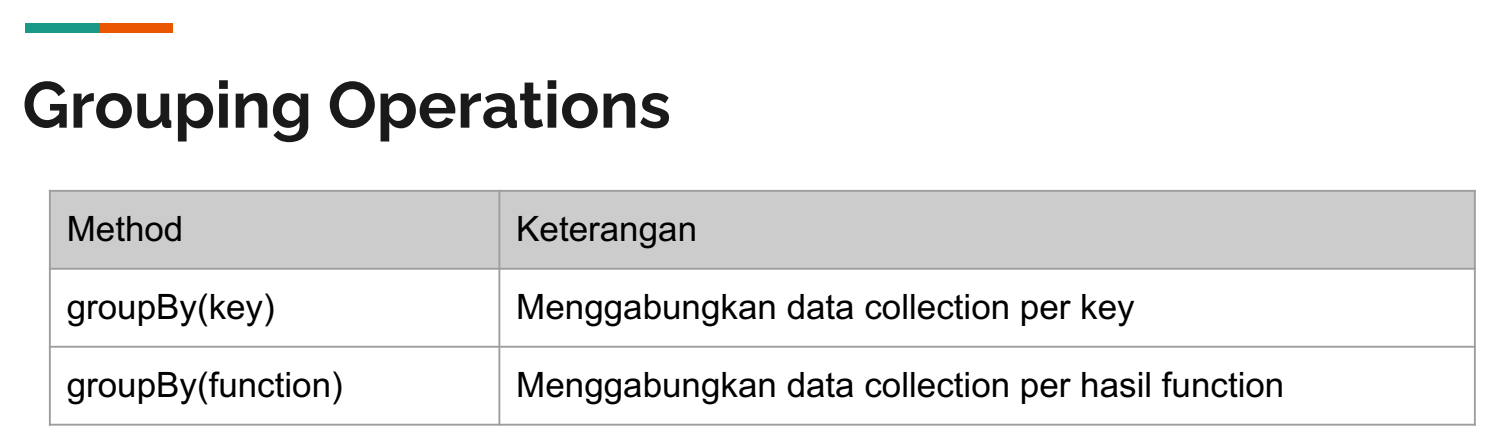 Grouping Operations
Method Keterangan
groupBy(key) Menggabungkan data collection per key
groupBy(function) Menggabungkan data collection per hasil function